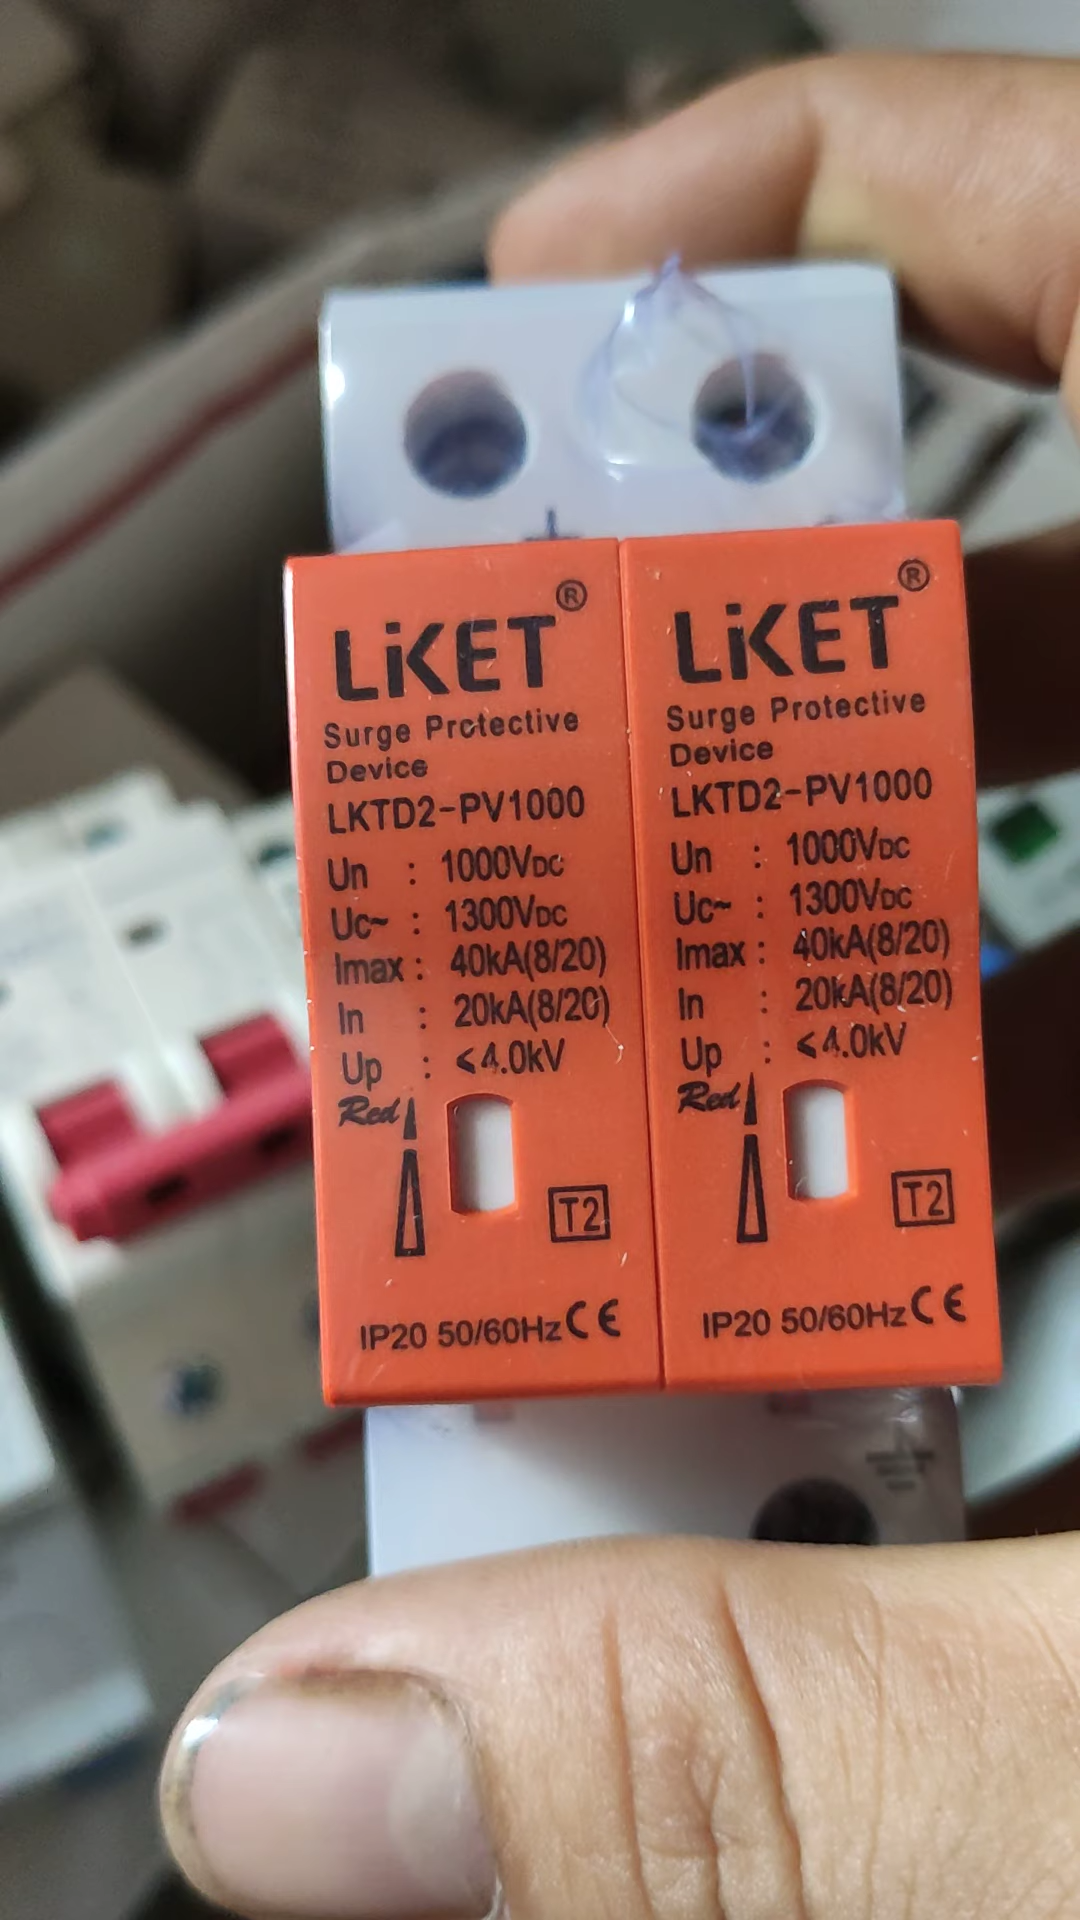 LiKET®
Surge Protective
Device
LKTD2-PV1000
Un : 1000VDC
Uc~ : 1300VDC
Imax : 40kA(8/20)
In : 20kA(8/20)
Up : <4.0kV
Red
T2
IP20 50/60Hz CE
LiKET®
Surge Protective
Device
LKTD2-PV1000
Un : 1000VDC
Uc~ : 1300VDC
Imax : 40kA(8/20)
In : 20kA(8/20)
Up : <4.0kV
Red
T2
IP20 50/60Hz CE